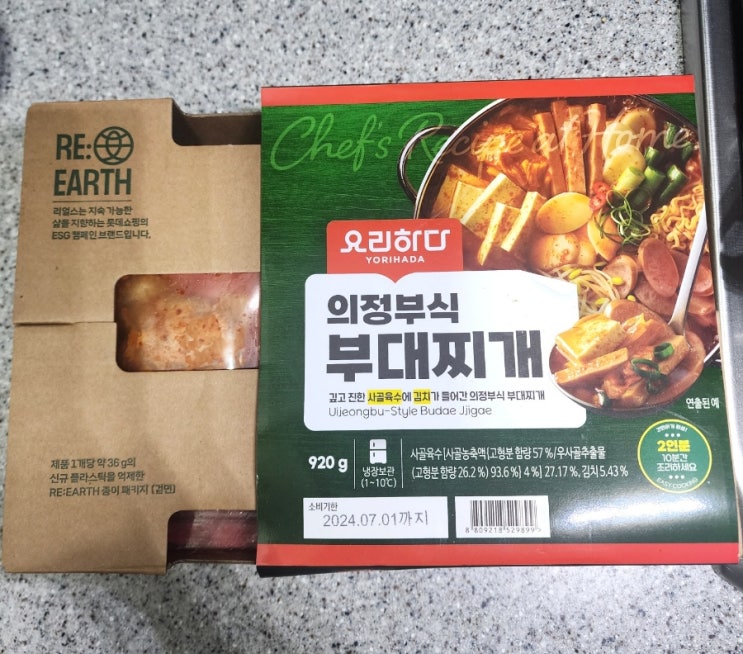 RE:
EARTH
리얼스는 지속 가능한
삶을 지향하는 롯데쇼핑의
ESG 캠페인 브랜드입니다.
제품 1개당 약 36 g의
신규 플라스틱을 억제한
RE:EARTH 종이 패키지 (겉면)
Chef's Recipe at Home
요리하다
YORIHADA
의정부식
부대찌개
깊고 진한 사골육수에 김치가 들어간 의정부식 부대찌개
Uijeongbu-Style Budae Jjigae
연출된 예
920 g
냉장보관
(1~10℃)
사골육수[사골농축액(고형분 함량 57 %/우사골추출물
(고형분 함량 26.2 %) 93.6%) 4%] 27.17 %, 김치 5.43 %
2인분
10분간
조리하세요
EASY COOKING
소비기한
2024.07.01까지
8 809218 529899